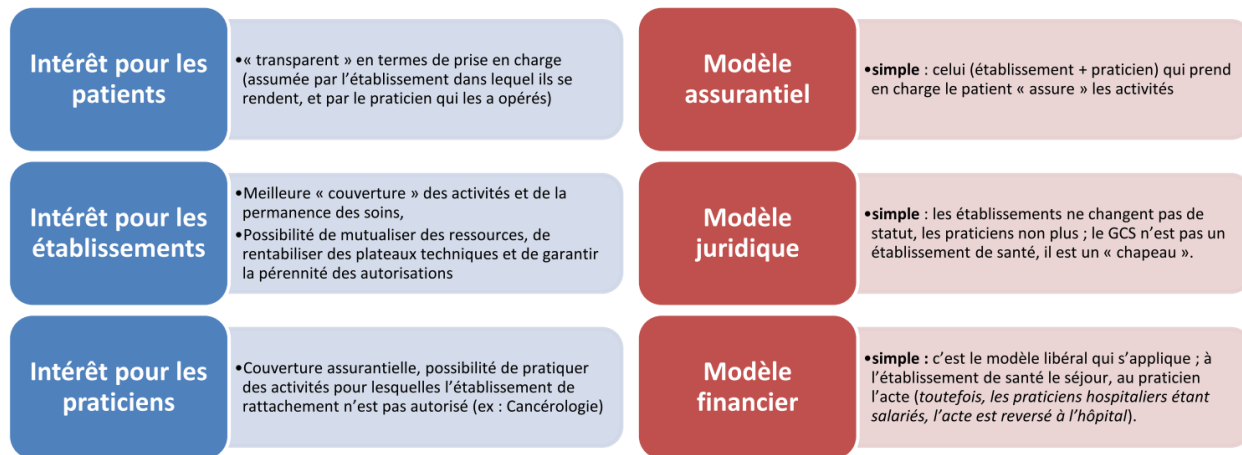 Intérêt pour les
patients
•« transparent » en termes de prise en charge
(assumée par l’établissement dans lequel ils se
rendent, et par le praticien qui les a opérés)
Intérêt pour les
établissements
•Meilleure « couverture » des activités et de la
permanence des soins,
•Possibilité de mutualiser des ressources, de
rentabiliser des plateaux techniques et de garantir
la pérennité des autorisations
Intérêt pour les
praticiens
•Couverture assurantielle, possibilité de pratiquer
des activités pour lesquelles l’établissement de
rattachement n’est pas autorisé (ex : Cancérologie)
Modèle
assurantiel
•simple : celui (établissement + praticien) qui prend
en charge le patient « assure » les activités
Modèle
juridique
•simple : les établissements ne changent pas de
statut, les praticiens non plus ; le GCS n’est pas un
établissement de santé, il est un « chapeau ».
Modèle
financier
•simple : c’est le modèle libéral qui s’applique ; à
l’établissement de santé le séjour, au praticien
l’acte (toutefois, les praticiens hospitaliers étant
salariés, l’acte est reversé à l’hôpital).